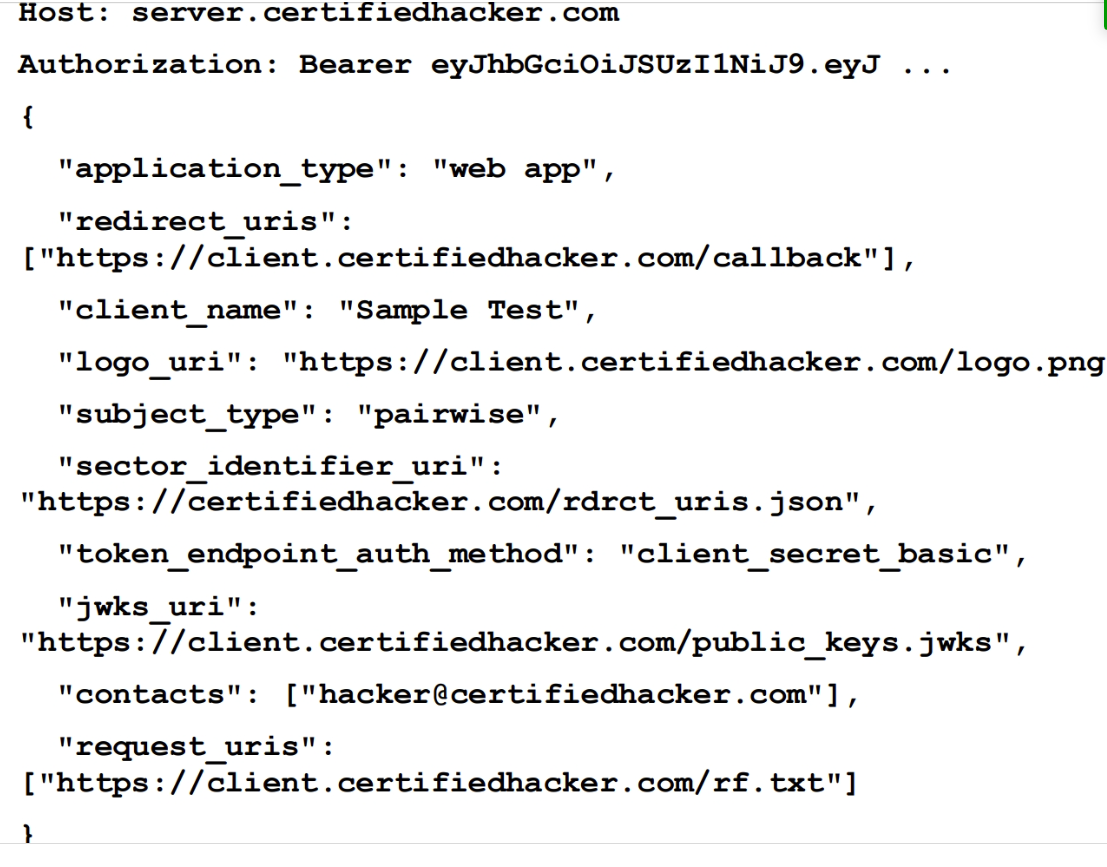 Host: server.certifiedhacker.com
Authorization: Bearer eyJhbGciOiJSUzI1NiJ9.eyJ ...
{
"application_type": "web app",
"redirect_uris":
["https://client.certifiedhacker.com/callback"],
"client_name": "Sample Test",
"logo_uri": "https://client.certifiedhacker.com/logo.png
"subject_type": "pairwise",
"sector_identifier_uri":
"https://certifiedhacker.com/rdrct_uris.json",
"token_endpoint_auth_method": "client_secret_basic",
"jwks_uri":
"https://client.certifiedhacker.com/public_keys.jwks",
"contacts": ["hacker@certifiedhacker.com"],
"request_uris":
["https://client.certifiedhacker.com/rf.txt"]
}